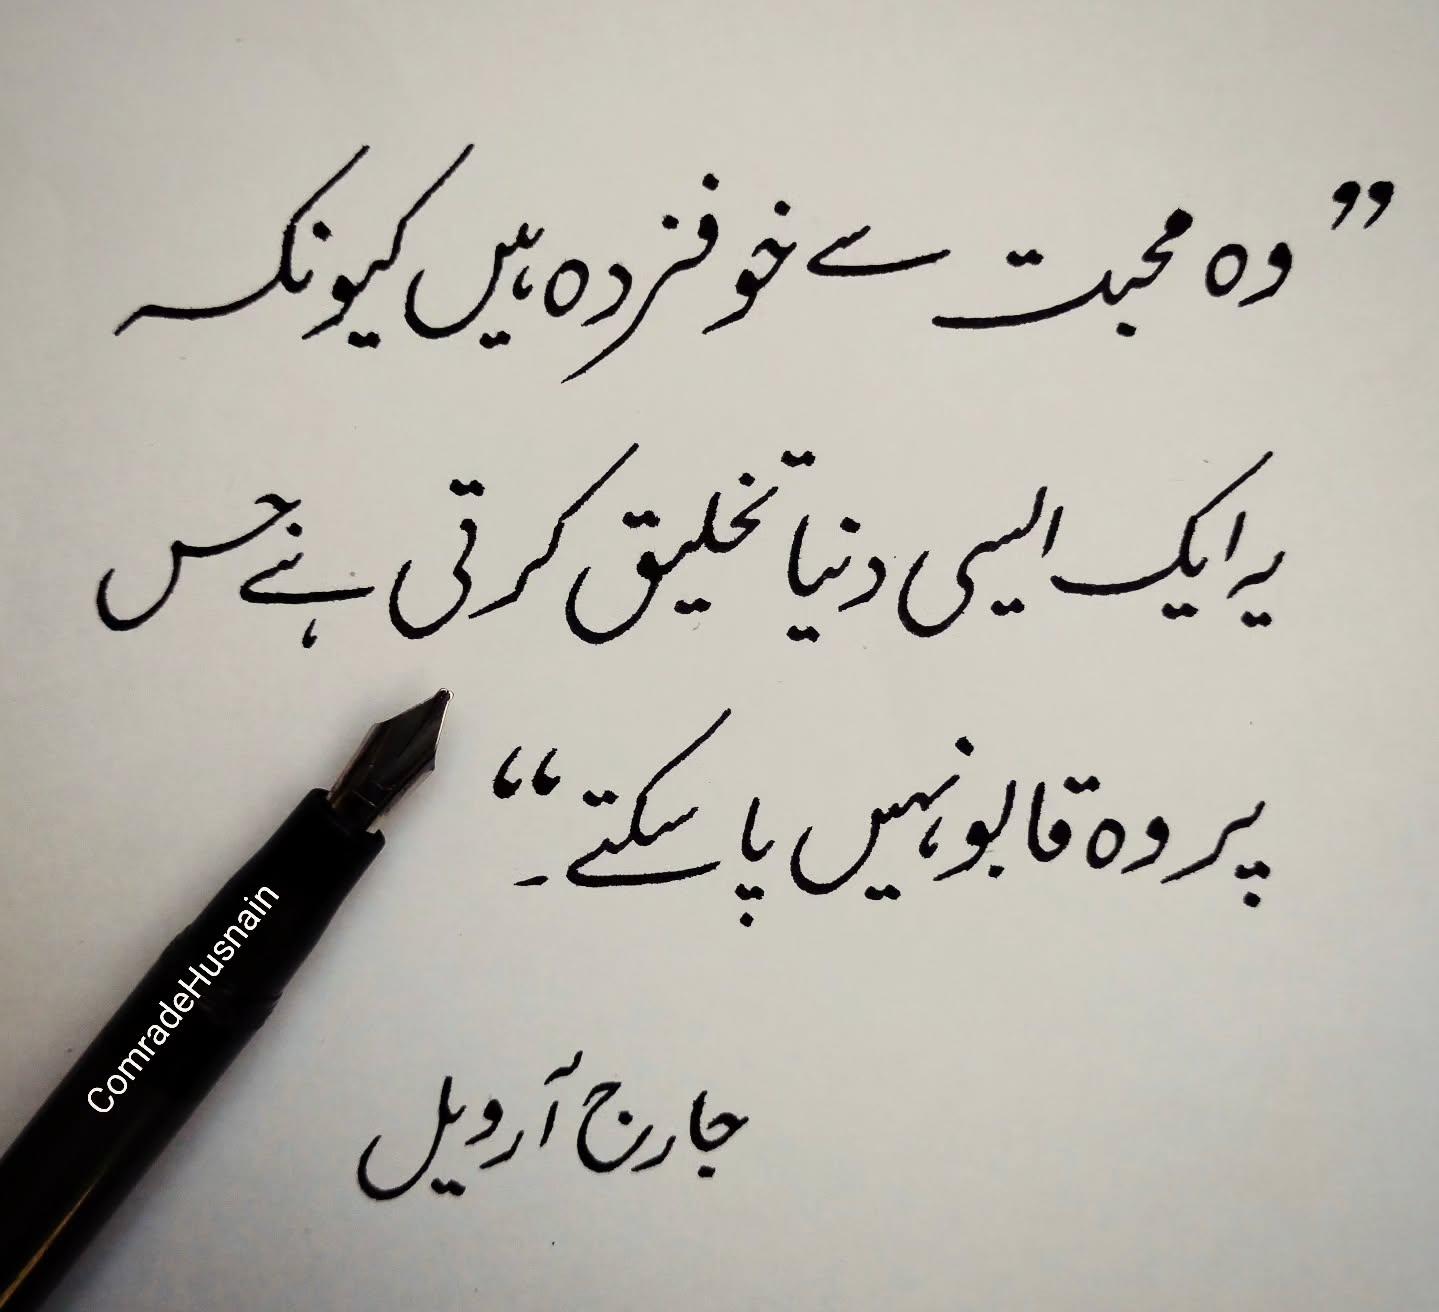 ”وہ محبت سے خوفزدہ ہیں کیونکہ
یہ ایک ایسی دنیا تخلیق کرتی ہے جس
پر وہ قابو نہیں پا سکتے۔“
جارج آرویل
ComradeHusnain